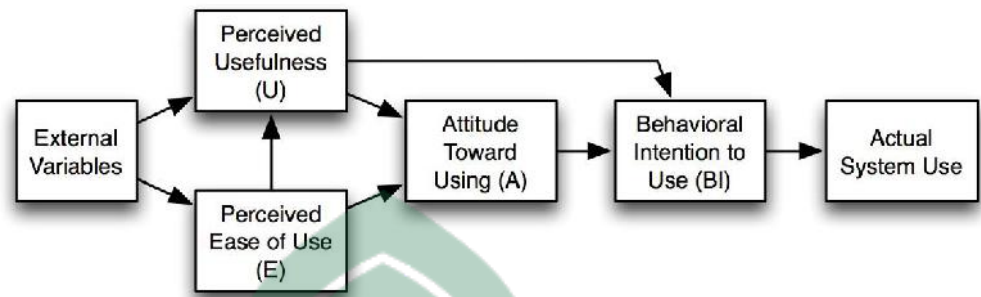 Perceived
Usefulness
(U)
External
Variables
Perceived
Ease of Use
(E)
Attitude
Toward
Using (A)
Behavioral
Intention to
Use (BI)
Actual
System Use